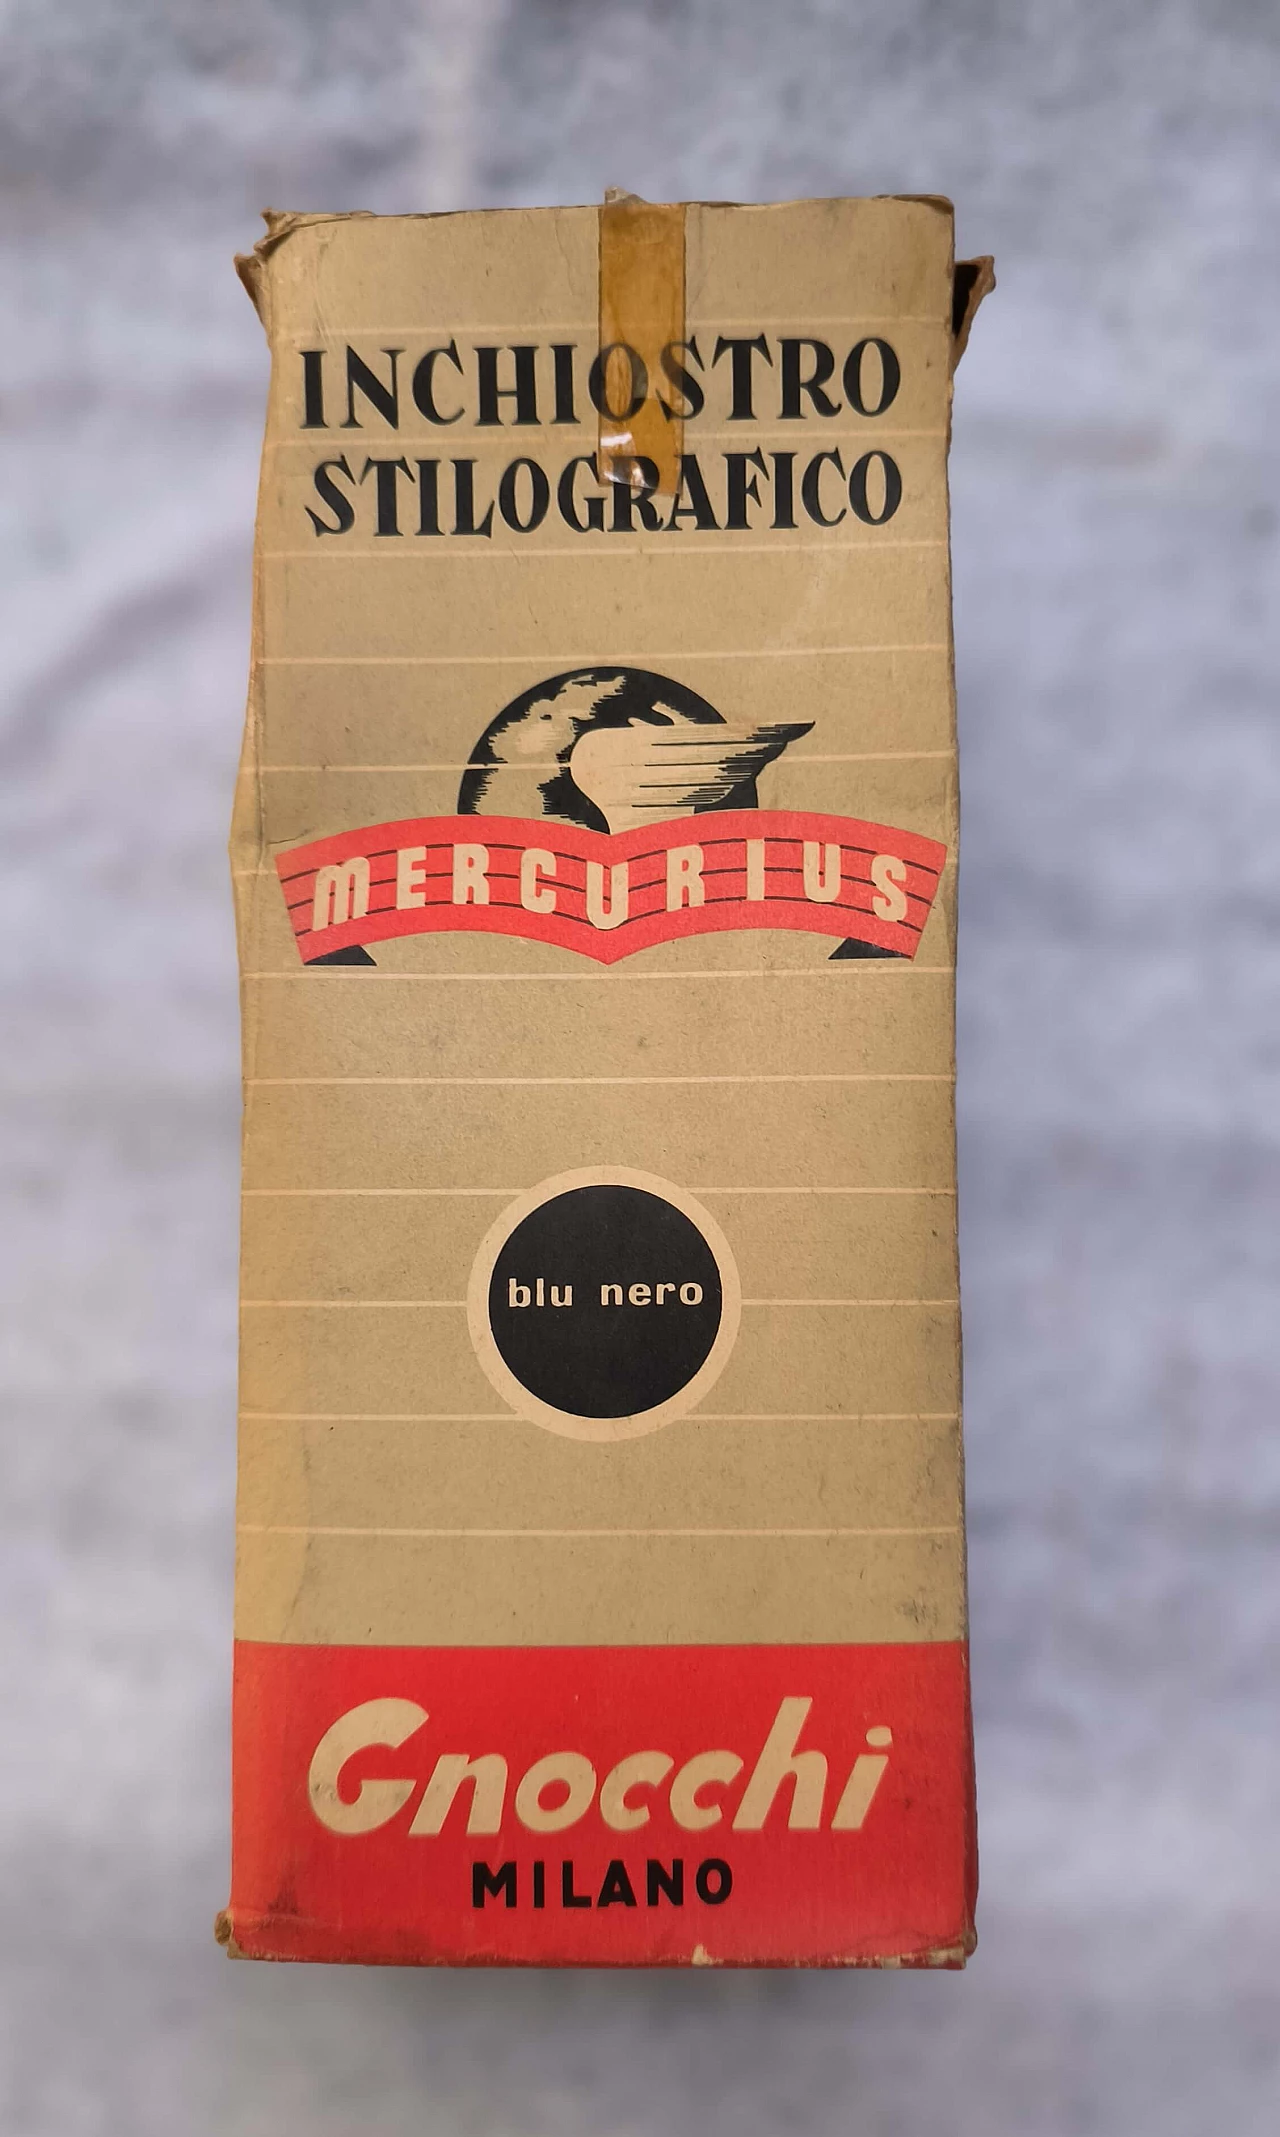 INCHIOSTRO
STILOGRAFICO
MERCURIUS
blu nero
Gnocchi
MILANO